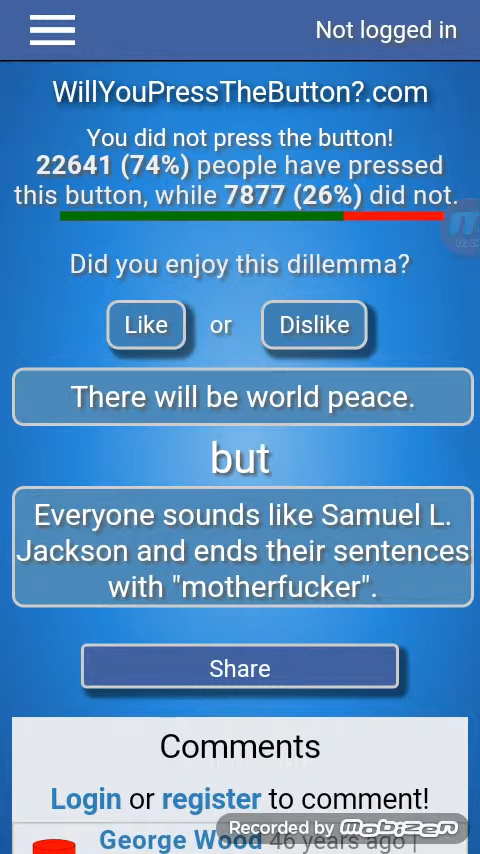 Not logged in
WillYouPressTheButton?.com
You did not press the button!
22641 (74%) people have pressed
this button, while 7877 (26%) did not.
Did you enjoy this dillemma?
Like or Dislike
There will be world peace.
but
Everyone sounds like Samuel L.
Jackson and ends their sentences
with "motherfucker".
Share
Comments
Login or register to comment!
George Wood 46 years ago |
Recorded by Mobizen